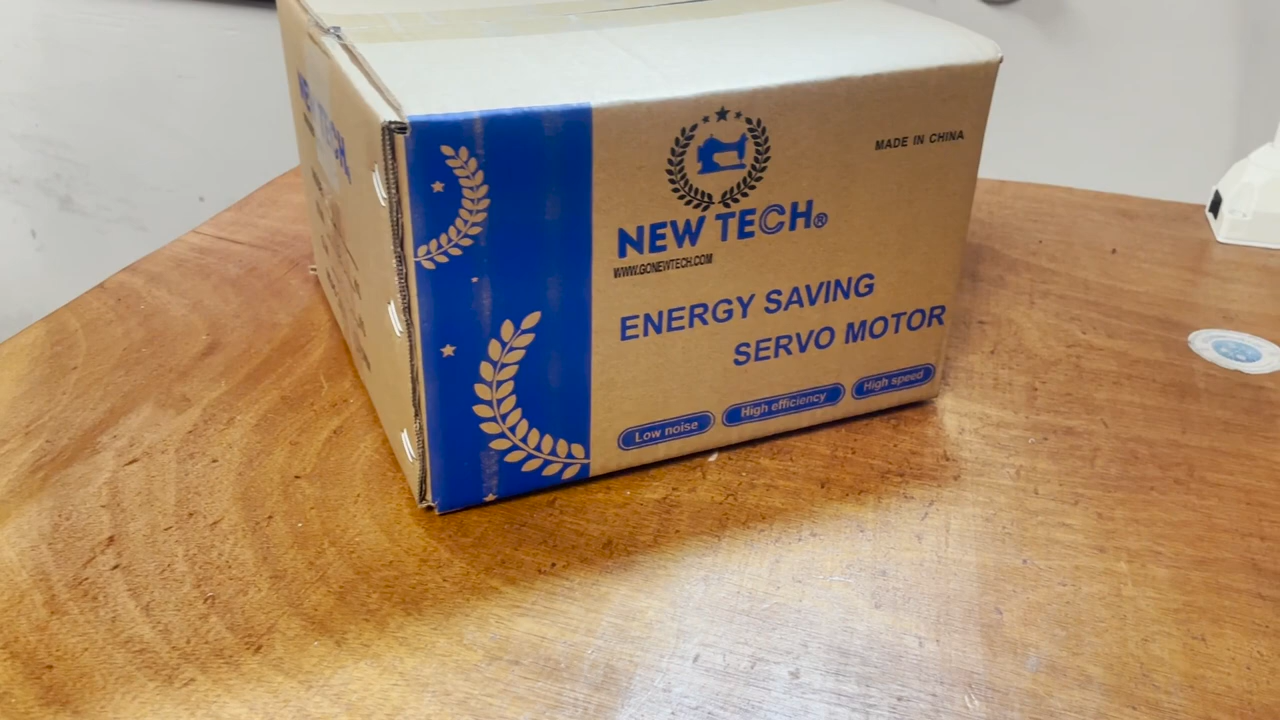 NEW TECH®
WWW.GONEWTECH.COM
MADE IN CHINA
ENERGY SAVING
SERVO MOTOR
Low noise
High efficiency
High speed